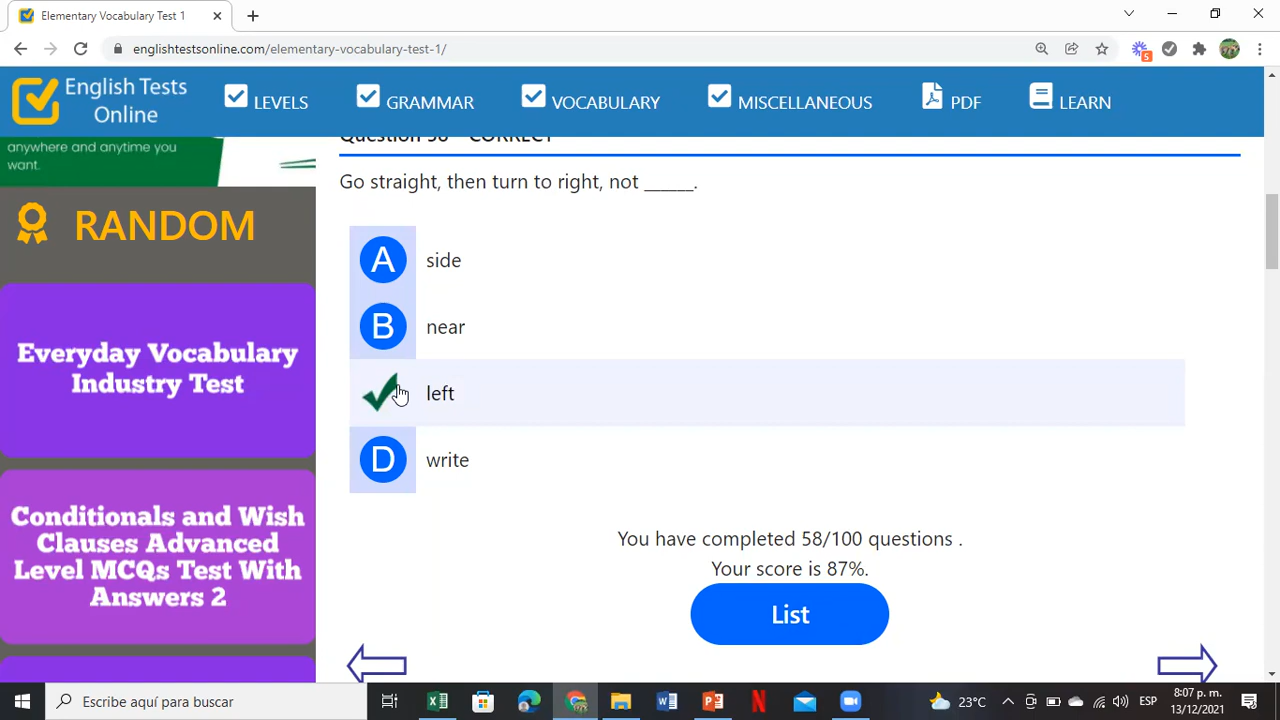 Elementary Vocabulary Test 1
englishtestsonline.com/elementary-vocabulary-test-1/
5
English Tests
Online
LEVELS
GRAMMAR
VOCABULARY
MISCELLANEOUS
PDF
LEARN
anywhere and anytime you
want.
RANDOM
Everyday Vocabulary
Industry Test
Conditionals and Wish
Clauses Advanced
Level MCQs Test With
Answers 2
Go straight, then turn to right, not ______.
A side
B near
left
D write
You have completed 58/100 questions .
Your score is 87%.
List
Escribe aquí para buscar
23°C
ESP
8:07 p. m.
13/12/2021